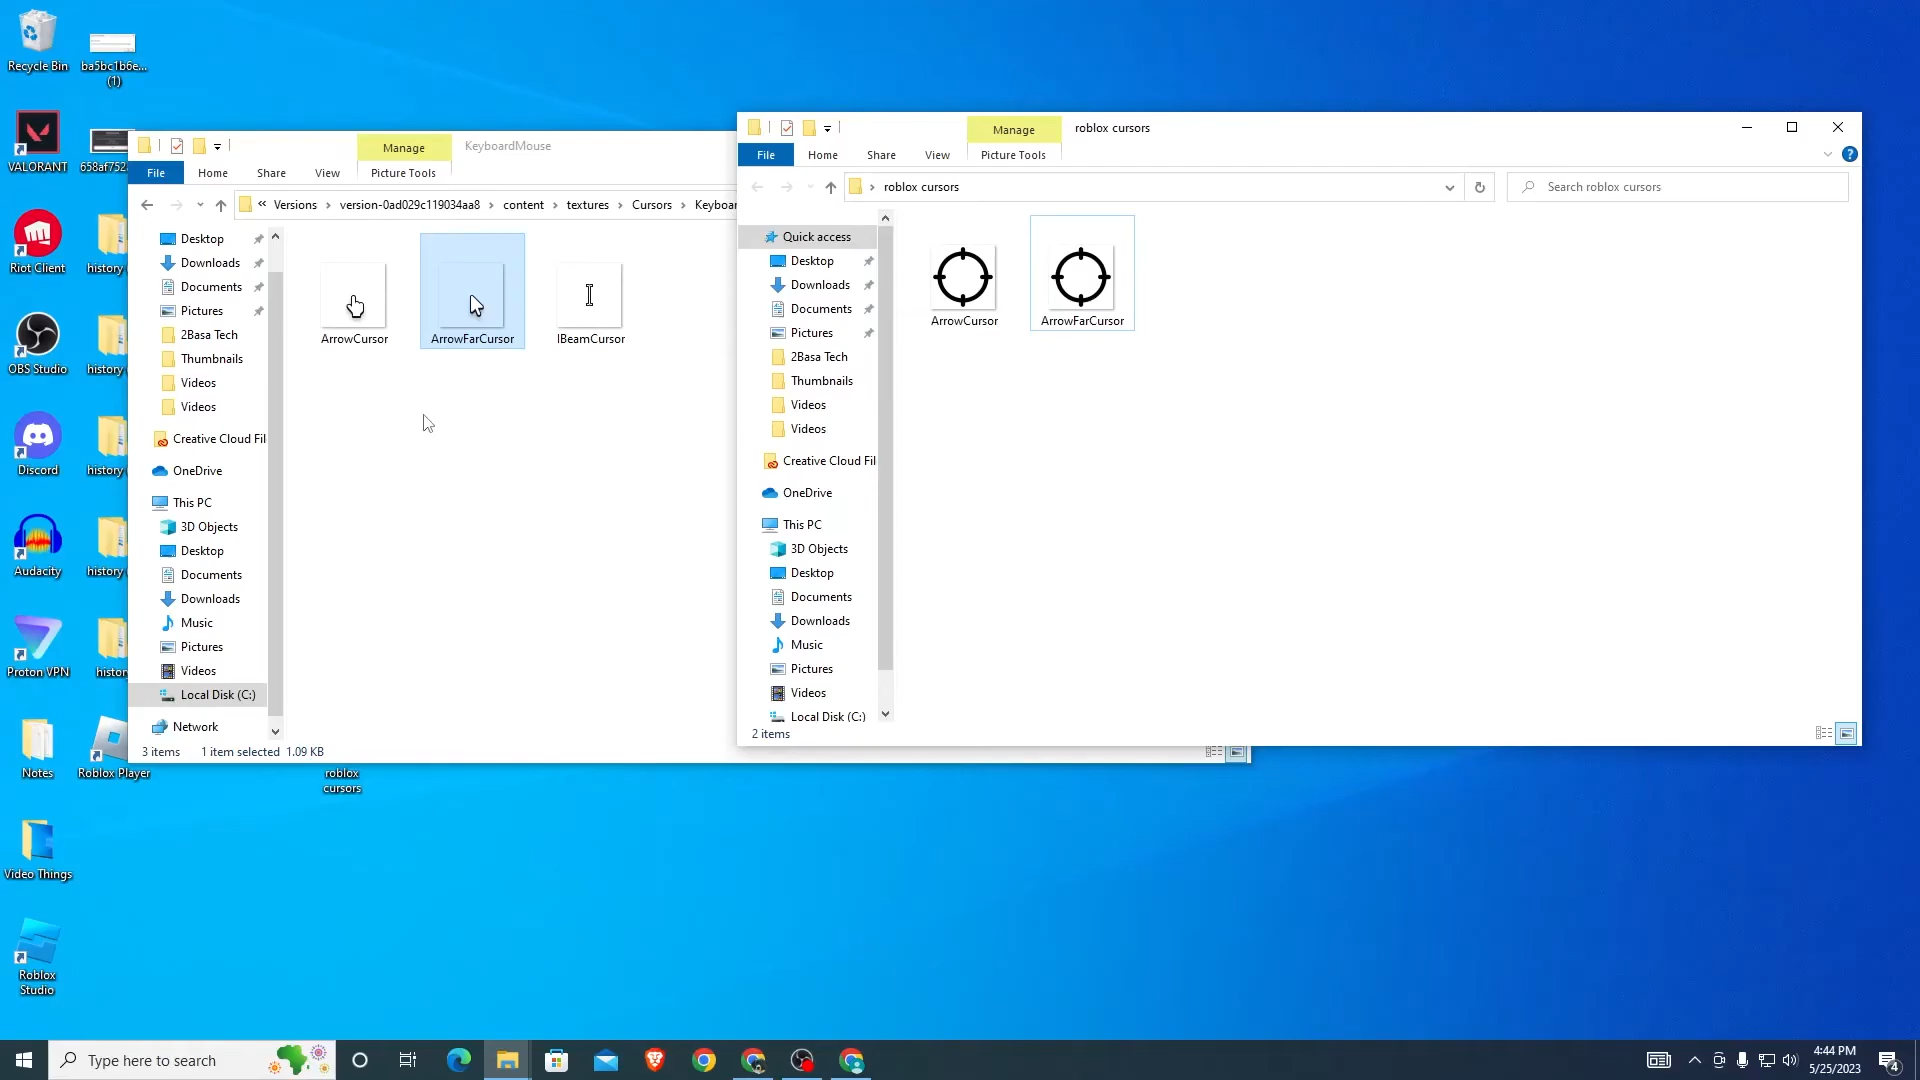 Recycle Bin
ba5bc1b6e...
(1)
VALORANT
658af752
Riot Client
history
OBS Studio
history
Discord
history
Audacity
history
Proton VPN
histor
Notes
Roblox Player
roblox
cursors
Video Things
Roblox
Studio
Manage
KeyboardMouse
File
Home
Share
View
Picture Tools
« Versions > version-0ad029c119034aa8 > content > textures > Cursors > Keyboar
Desktop
Downloads
Documents
Pictures
2Basa Tech
Thumbnails
Videos
Videos
Creative Cloud Fil
OneDrive
This PC
3D Objects
Desktop
Documents
Downloads
Music
Pictures
Videos
Local Disk (C:)
Network
ArrowCursor
ArrowFarCursor
IBeamCursor
3 items
1 item selected 1.09 KB
Manage
roblox cursors
File
Home
Share
View
Picture Tools
> roblox cursors
Search roblox cursors
Quick access
Desktop
Downloads
Documents
Pictures
2Basa Tech
Thumbnails
Videos
Videos
Creative Cloud Fil
OneDrive
This PC
3D Objects
Desktop
Documents
Downloads
Music
Pictures
Videos
Local Disk (C:)
ArrowCursor
ArrowFarCursor
2 items
Type here to search
4:44 PM
5/25/2023
4